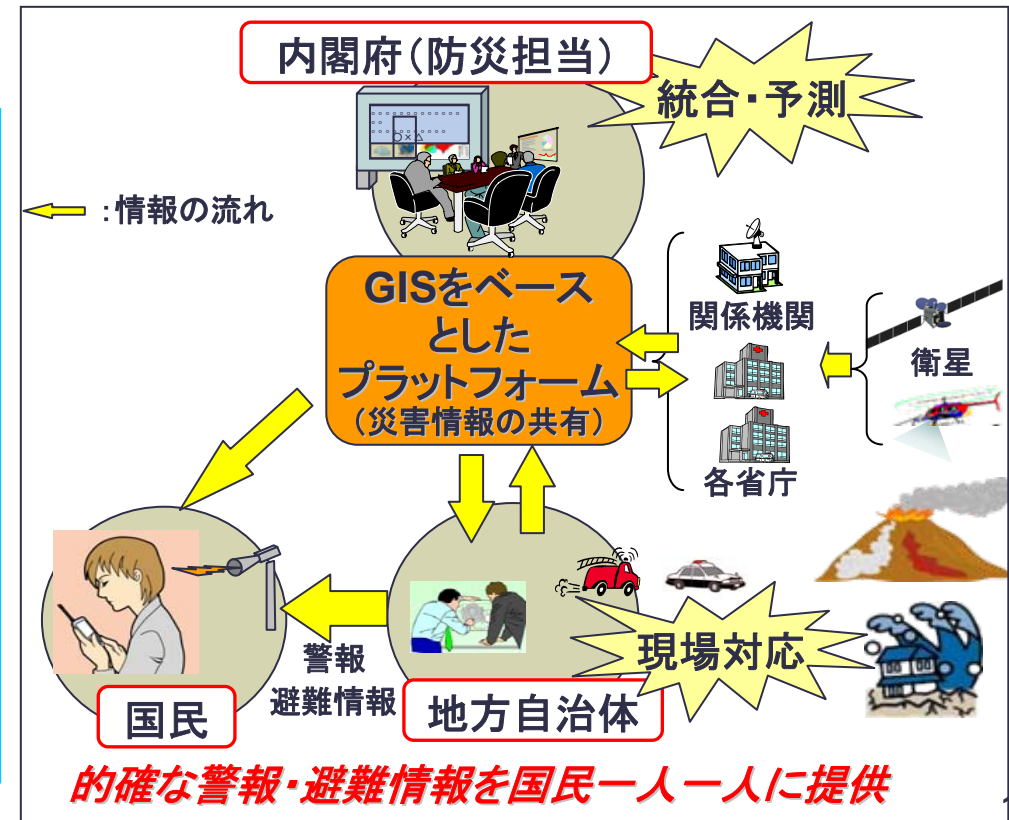 内閣府(防災担当)
統合・予測
:情報の流れ
GISをベース
とした
プラットフォーム
(災害情報の共有)
関係機関
衛星
各省庁
警報
避難情報
現場対応
国民
地方自治体
的確な警報・避難情報を国民一人一人に提供